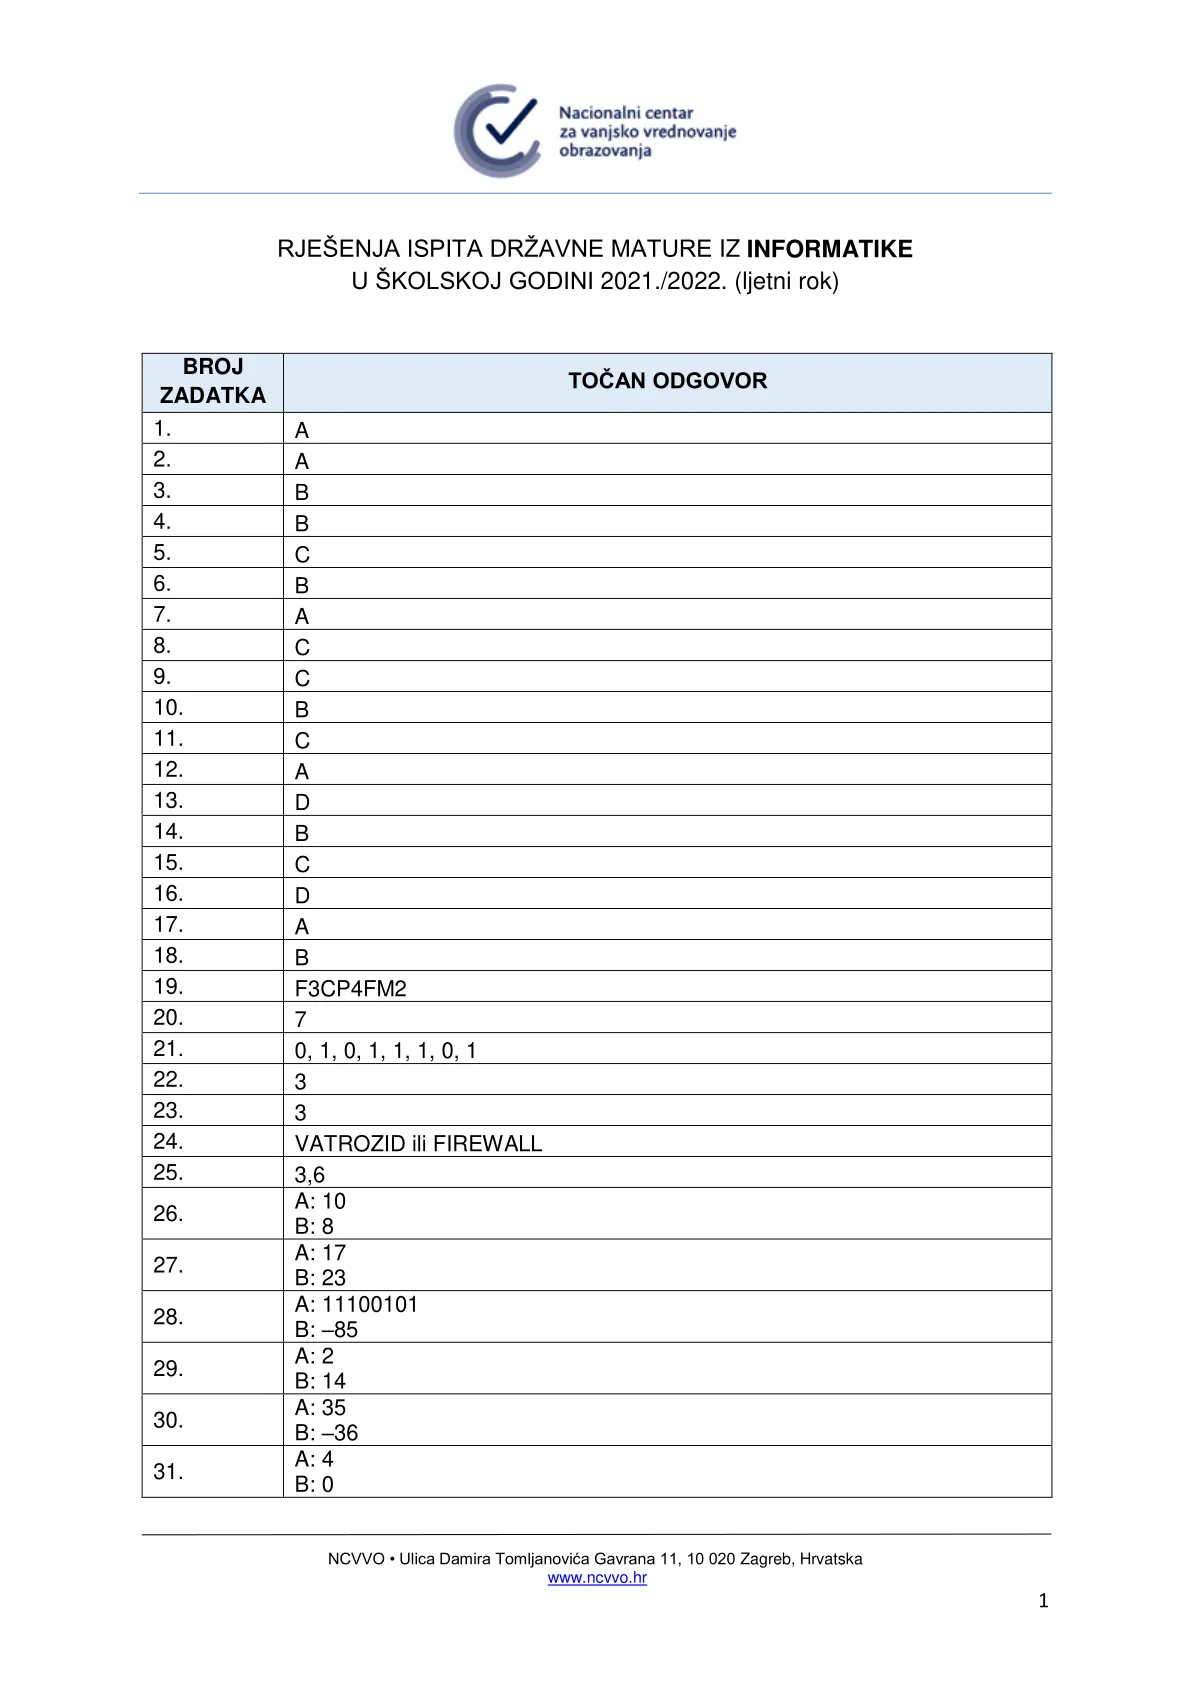 Nacionalni centar
za vanjsko vrednovanje
obrazovanja
RJEŠENJA ISPITA DRŽAVNE MATURE IZ INFORMATIKE
U ŠKOLSKOJ GODINI 2021./2022. (ljetni rok)
BROJ ZADATKA TOČAN ODGOVOR
1. A
2. A
3. B
4. B
5. C
6. B
7. A
8. C
9. C
10. B
11. C
12. A
13. D
14. B
15. C
16. D
17. A
18. B
19. F3CP4FM2
20. 7
21. 0, 1, 0, 1, 1, 1, 0, 1
22. 3
23. 3
24. VATROZID ili FIREWALL
25. 3,6
26. A: 10
B: 8
27. A: 17
B: 23
28. A: 11100101
B: –85
29. A: 2
B: 14
30. A: 35
B: –36
31. A: 4
B: 0
NCVVO • Ulica Damira Tomljanovića Gavrana 11, 10 020 Zagreb, Hrvatska
www.ncvvo.hr
1